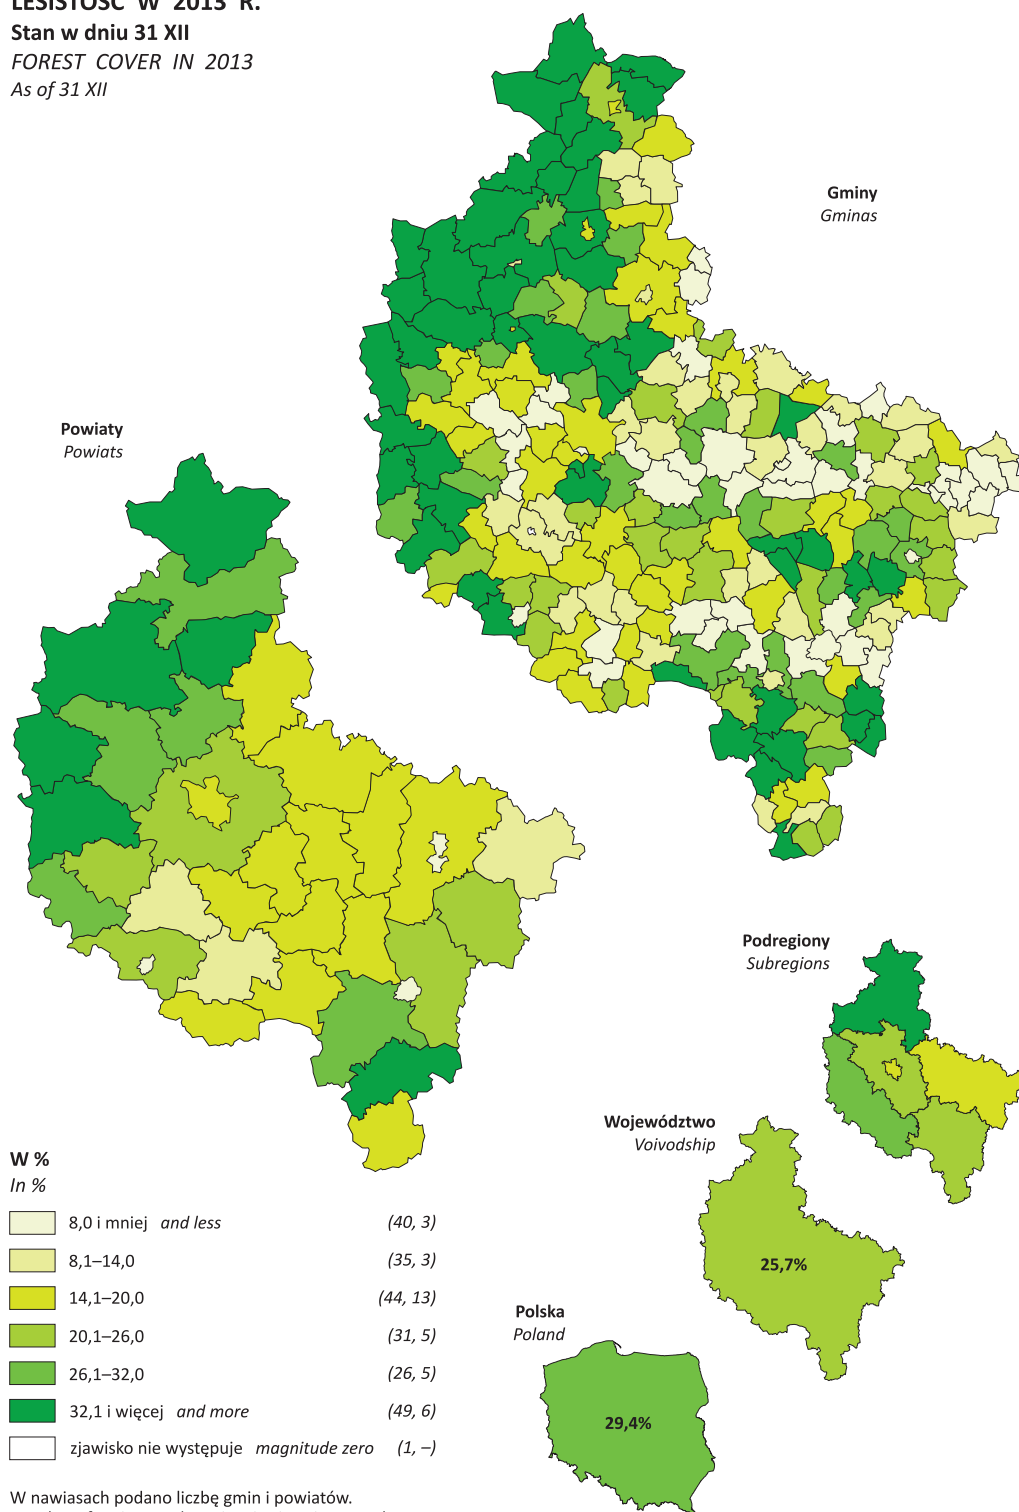 LESISTOŚĆ W 2013 R.
Stan w dniu 31 XII
FOREST COVER IN 2013
As of 31 XII
Gminy
Gminas
Powiaty
Powiats
Podregiony
Subregions
Województwo
Voivodship
25,7%
Polska
Poland
29,4%
W %
In %
8,0 i mniej and less (40, 3)
8,1–14,0 (35, 3)
14,1–20,0 (44, 13)
20,1–26,0 (31, 5)
26,1–32,0 (26, 5)
32,1 i więcej and more (49, 6)
zjawisko nie występuje magnitude zero (1, –)
W nawiasach podano liczbę gmin i powiatów.